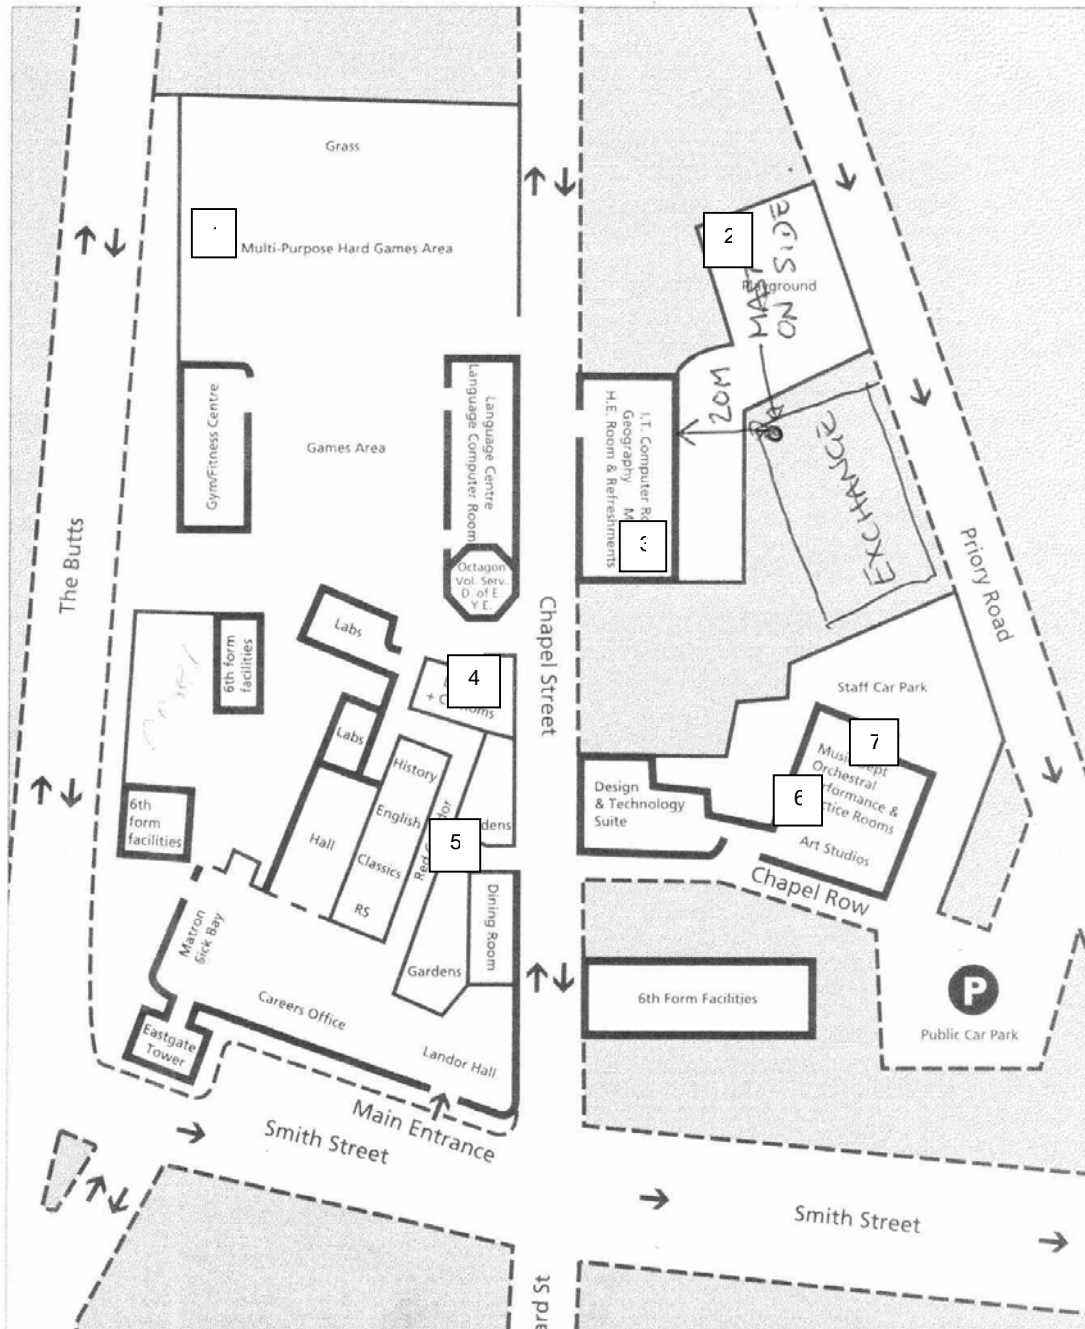 Grass
Multi-Purpose Hard Games Area
2
Playground
MAST
ON SIDE
20M
EXCHANGE
Gym/Fitness Centre
Games Area
Language Centre
Language Computer Room
Octagon
Vol. Serv.
D. of E.
Y.E.
I.T. Computer
Geography
H.E. Room & Refreshments
3
The Butts
Chapel Street
Priory Road
Labs
6th form
facilities
4
Labs
History
English
Classics
RS
Hall
5
Gardens
Dining Room
6th
form
facilities
Matron
Sick Bay
Careers Office
Eastgate
Tower
Landor Hall
Main Entrance
Staff Car Park
7
6
Orchestral
Rooms
Art Studios
Design
& Technology
Suite
Chapel Row
6th Form Facilities
P
Public Car Park
Smith Street
Smith Street